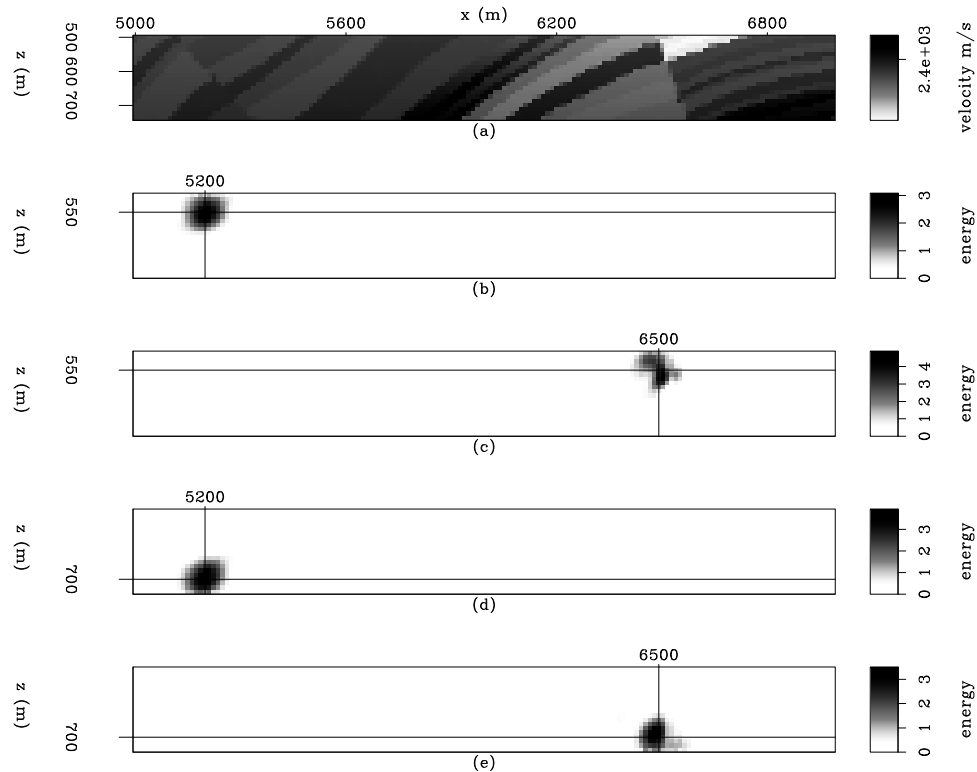 x (m)
5000 5600 6200 6800
z (m)
500 600 700
2.4e+03
velocity m/s
(a)
5200
z (m)
550
0 1 2 3
energy
(b)
6500
z (m)
550
0 1 2 3 4
energy
(c)
5200
z (m)
700
0 1 2 3
energy
(d)
6500
z (m)
700
0 1 2 3
energy
(e)